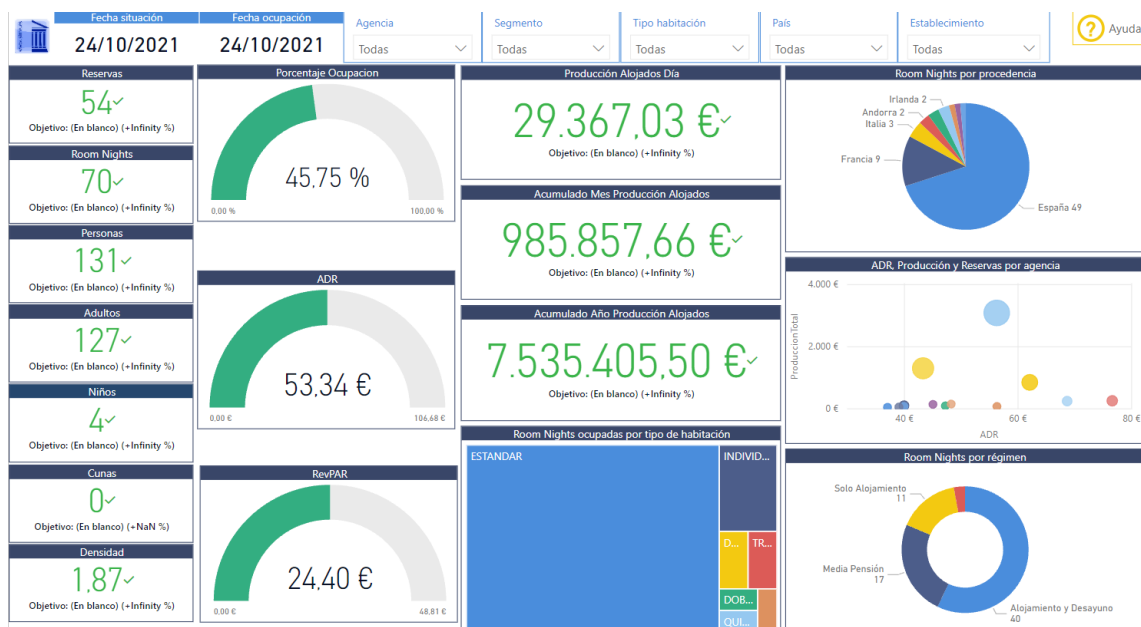 Fecha situación
24/10/2021
Fecha ocupación
24/10/2021
Agencia
Todas
Segmento
Todas
Tipo habitación
Todas
País
Todas
Establecimiento
Todas
Ayuda
Reservas
54
Objetivo: (En blanco) (+Infinity %)
Room Nights
70
Objetivo: (En blanco) (+Infinity %)
Personas
131
Objetivo: (En blanco) (+Infinity %)
Adultos
127
Objetivo: (En blanco) (+Infinity %)
Niños
4
Objetivo: (En blanco) (+Infinity %)
Cunas
0
Objetivo: (En blanco) (+NaN %)
Densidad
1,87
Objetivo: (En blanco) (+Infinity %)
Porcentaje Ocupacion
45,75 %
0,00 %
100,00 %
ADR
53,34 €
0,00 €
106,68 €
RevPAR
24,40 €
0,00 €
48,81 €
Producción Alojados Día
29.367,03 €
Objetivo: (En blanco) (+Infinity %)
Acumulado Mes Producción Alojados
985.857,66 €
Objetivo: (En blanco) (+Infinity %)
Acumulado Año Producción Alojados
7.535.405,50 €
Objetivo: (En blanco) (+Infinity %)
Room Nights ocupadas por tipo de habitación
ESTANDAR
INDIVID...
D...
TR...
DOB...
QUI...
Room Nights por procedencia
Irlanda 2
Andorra 2
Italia 3
Francia 9
España 49
ADR, Producción y Reservas por agencia
4.000 €
2.000 €
0 €
ProduccionTotal
40 €
60 €
80 €
ADR
Room Nights por régimen
Solo Alojamiento
11
Media Pensión
17
Alojamiento y Desayuno
40